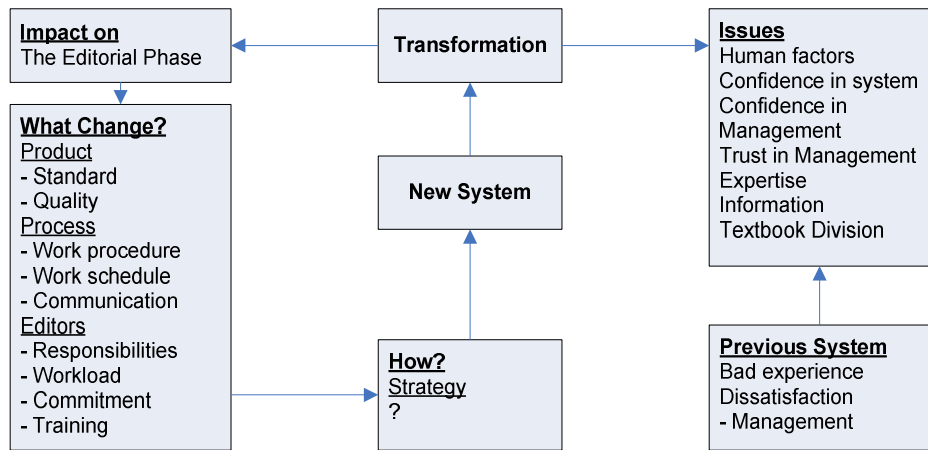 Impact on
The Editorial Phase
Transformation
Issues
Human factors
Confidence in system
Confidence in
Management
Trust in Management
Expertise
Information
Textbook Division
What Change?
Product
- Standard
- Quality
Process
- Work procedure
- Work schedule
- Communication
Editors
- Responsibilities
- Workload
- Commitment
- Training
New System
How?
Strategy
?
Previous System
Bad experience
Dissatisfaction
- Management